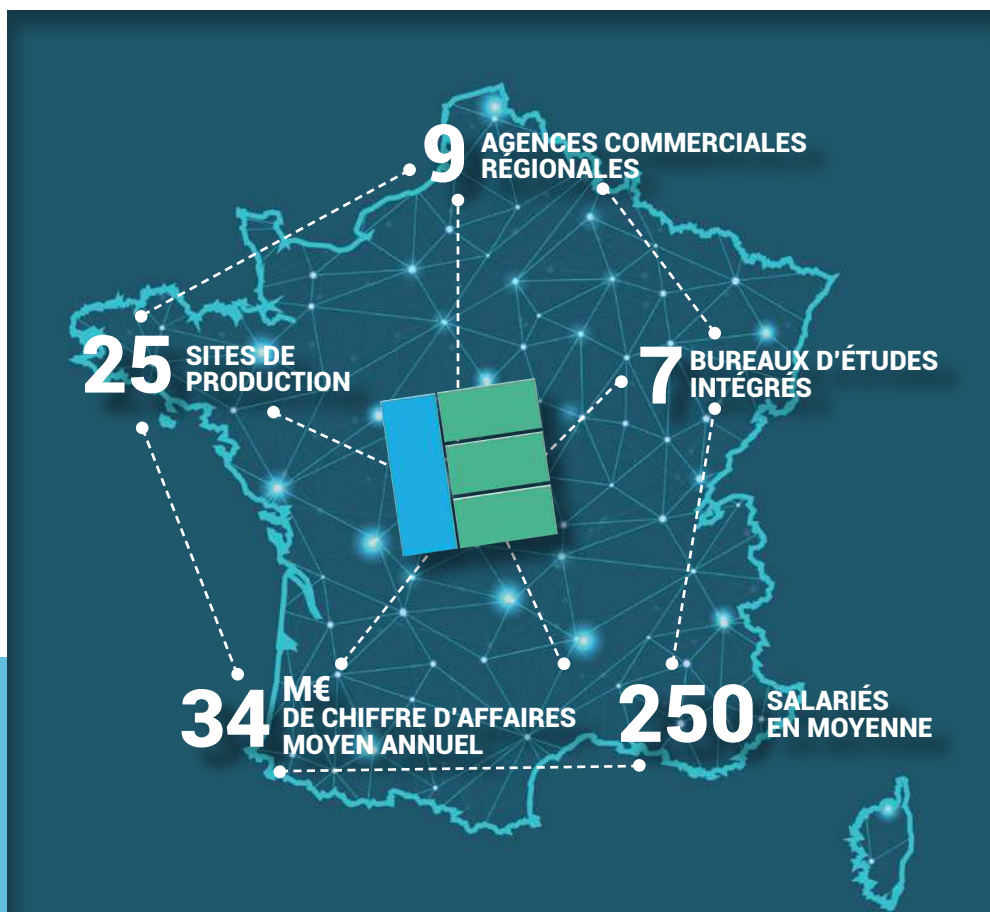 9 AGENCES COMMERCIALES
RÉGIONALES
25 SITES DE
PRODUCTION
7 BUREAUX D'ÉTUDES
INTÉGRÉS
34 M€
DE CHIFFRE D'AFFAIRES
MOYEN ANNUEL
250 SALARIÉS
EN MOYENNE